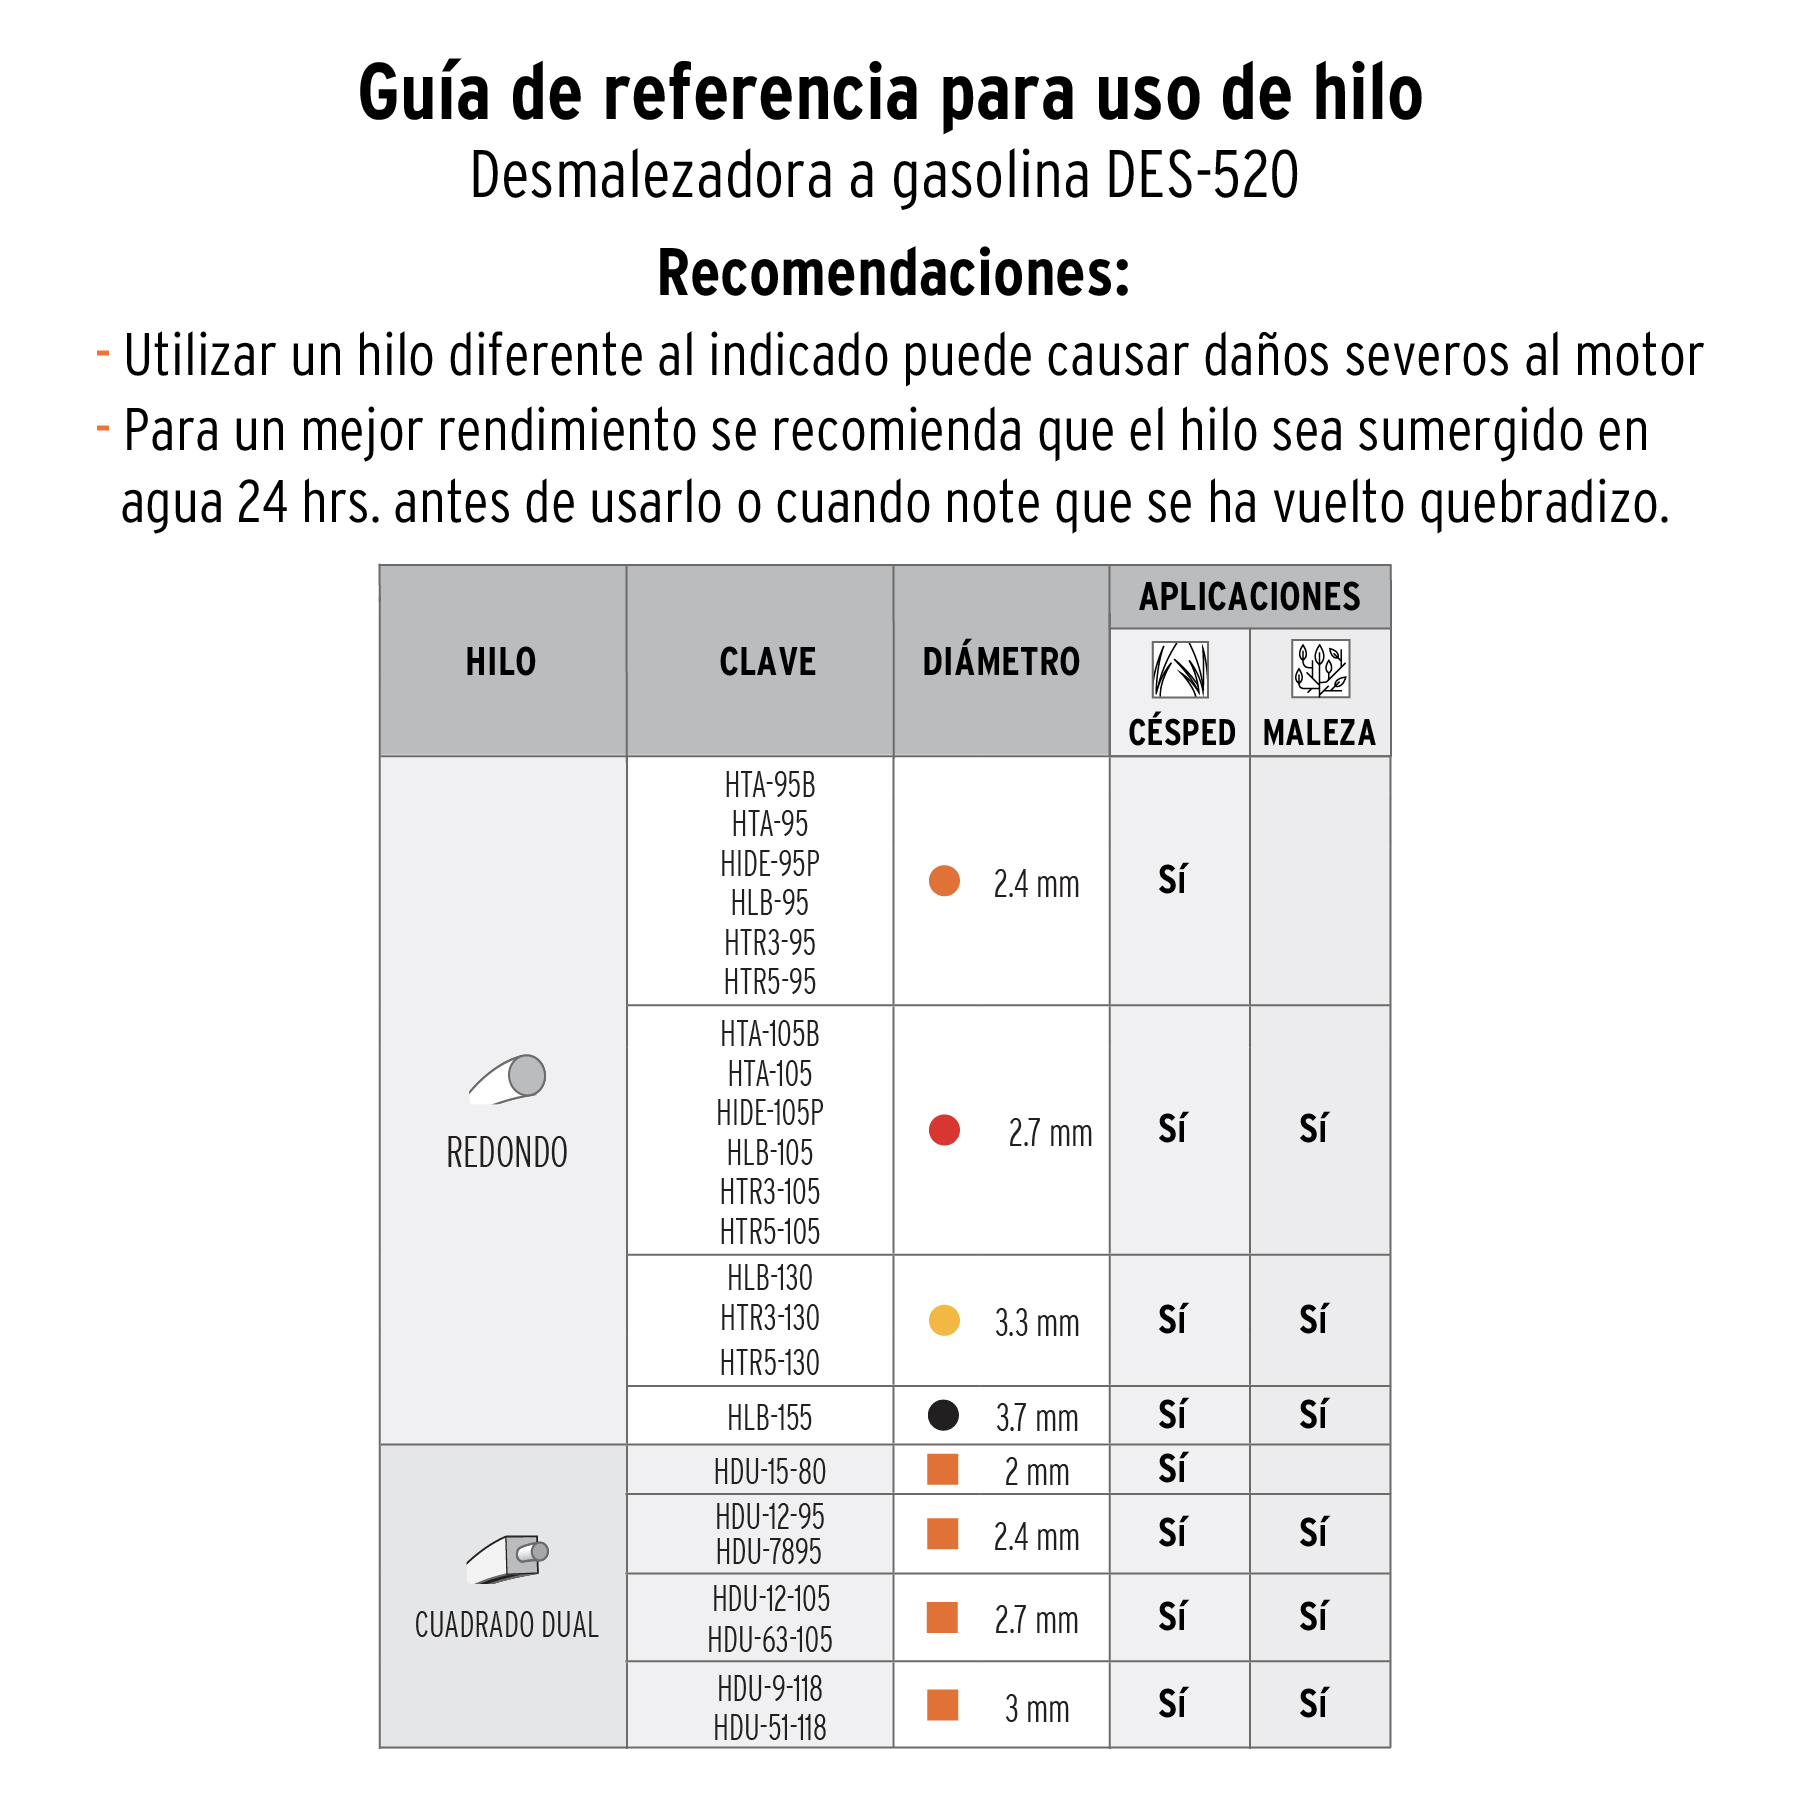 Guía de referencia para uso de hilo
Desmalezadora a gasolina DES-520
Recomendaciones:
- Utilizar un hilo diferente al indicado puede causar daños severos al motor
- Para un mejor rendimiento se recomienda que el hilo sea sumergido en
agua 24 hrs. antes de usarlo o cuando note que se ha vuelto quebradizo.
HILO
CLAVE
DIÁMETRO
APLICACIONES
CÉSPED
MALEZA
REDONDO
HTA-95B
HTA-95
HIDE-95P
HLB-95
HTR3-95
HTR5-95
2.4 mm
Sí
HTA-105B
HTA-105
HIDE-105P
HLB-105
HTR3-105
HTR5-105
2.7 mm
Sí
Sí
HLB-130
HTR3-130
HTR5-130
3.3 mm
Sí
Sí
HLB-155
3.7 mm
Sí
Sí
CUADRADO DUAL
HDU-15-80
2 mm
Sí
HDU-12-95
HDU-7895
2.4 mm
Sí
Sí
HDU-12-105
HDU-63-105
2.7 mm
Sí
Sí
HDU-9-118
HDU-51-118
3 mm
Sí
Sí